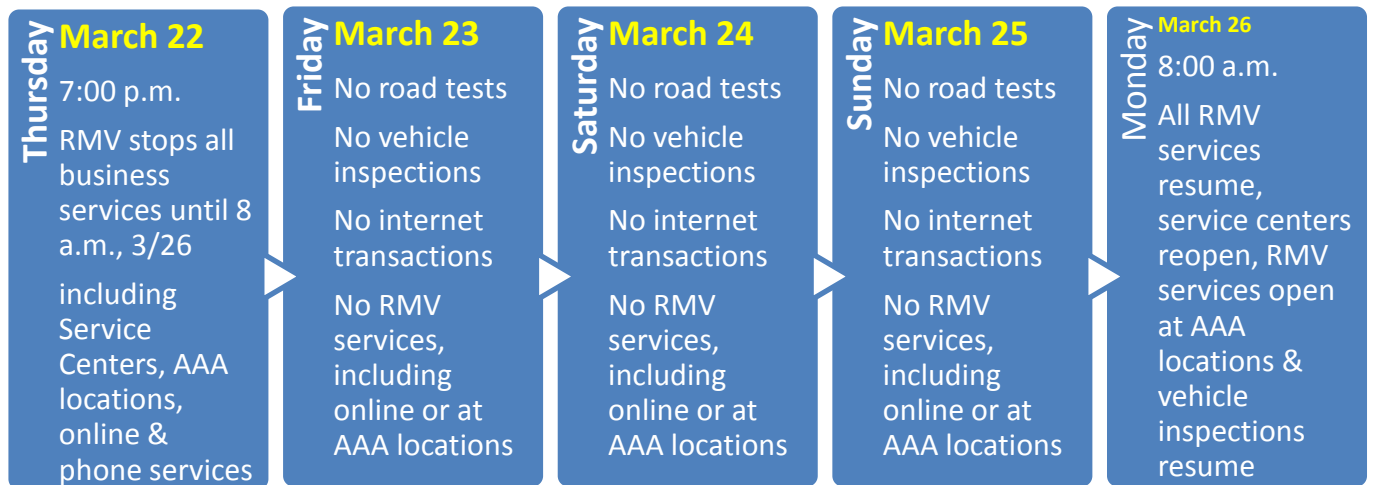 Thursday
March 22
7:00 p.m.
RMV stops all
business
services until 8
a.m., 3/26
including
Service
Centers, AAA
locations,
online &
phone services
Friday
March 23
No road tests
No vehicle
inspections
No internet
transactions
No RMV
services,
including
online or at
AAA locations
Saturday
March 24
No road tests
No vehicle
inspections
No internet
transactions
No RMV
services,
including
online or at
AAA locations
Sunday
March 25
No road tests
No vehicle
inspections
No internet
transactions
No RMV
services,
including
online or at
AAA locations
Monday
March 26
8:00 a.m.
All RMV
services
resume,
service centers
reopen, RMV
services open
at AAA
locations &
vehicle
inspections
resume